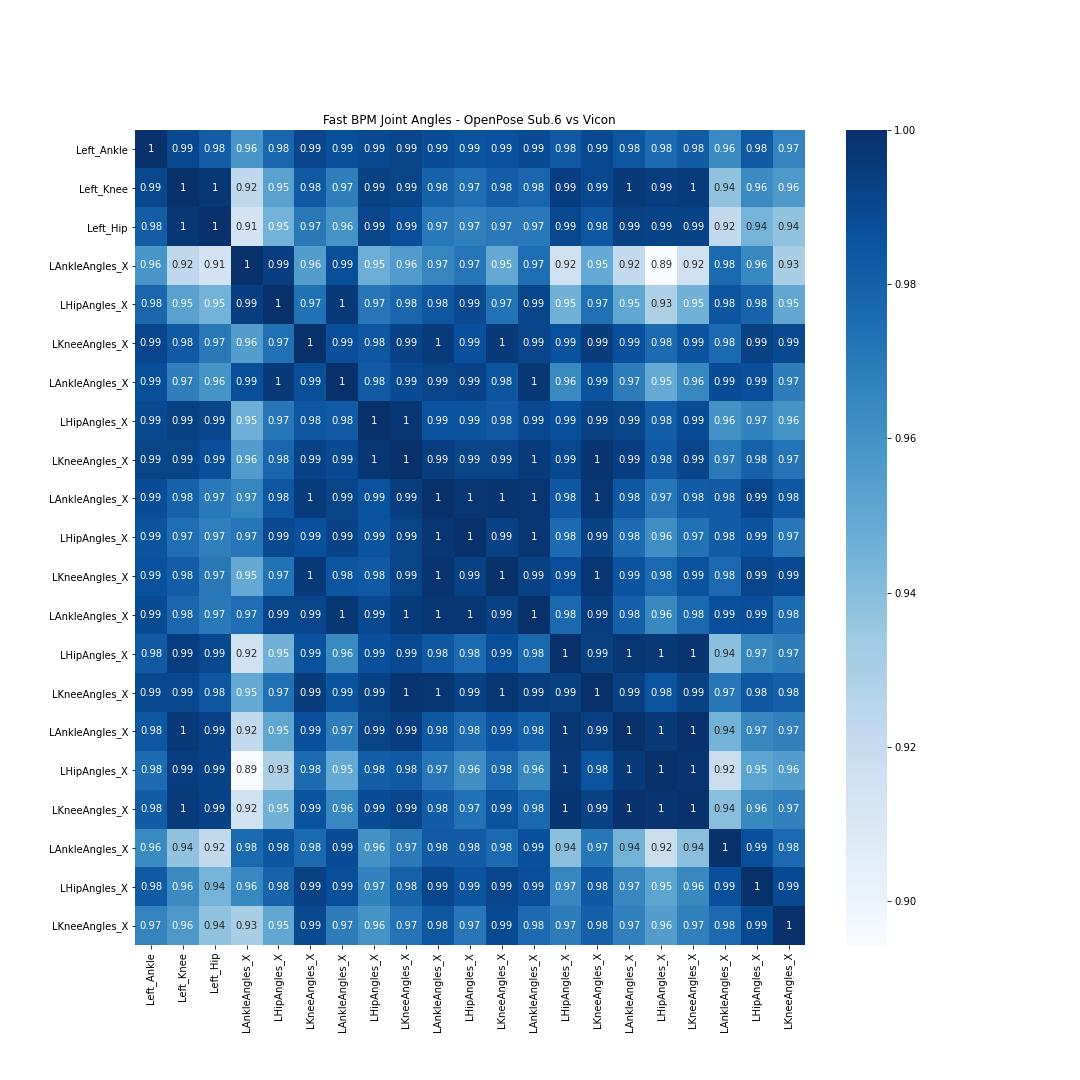 Fast BPM Joint Angles - OpenPose Sub.6 vs Vicon
Left_Ankle 1 0.99 0.98 0.96 0.98 0.99 0.99 0.99 0.99 0.99 0.99 0.99 0.99 0.98 0.99 0.98 0.98 0.98 0.96 0.98 0.97
Left_Knee 0.99 1 1 0.92 0.95 0.98 0.97 0.99 0.99 0.98 0.97 0.98 0.98 0.99 0.99 1 0.99 1 0.94 0.96 0.96
Left_Hip 0.98 1 1 0.91 0.95 0.97 0.96 0.99 0.99 0.97 0.97 0.97 0.97 0.99 0.98 0.99 0.99 0.99 0.92 0.94 0.94
LAnkleAngles_X 0.96 0.92 0.91 1 0.99 0.96 0.99 0.95 0.96 0.97 0.97 0.95 0.97 0.92 0.95 0.92 0.89 0.92 0.98 0.96 0.93
LHipAngles_X 0.98 0.95 0.95 0.99 1 0.97 1 0.97 0.98 0.98 0.99 0.97 0.99 0.95 0.97 0.95 0.93 0.95 0.98 0.98 0.95
LKneeAngles_X 0.99 0.98 0.97 0.96 0.97 1 0.99 0.98 0.99 1 0.99 1 0.99 0.99 0.99 0.99 0.98 0.99 0.98 0.99 0.99
LAnkleAngles_X 0.99 0.97 0.96 0.99 1 0.99 1 0.98 0.99 0.99 0.99 0.98 1 0.96 0.99 0.97 0.95 0.96 0.99 0.99 0.97
LHipAngles_X 0.99 0.99 0.99 0.95 0.97 0.98 0.98 1 1 0.99 0.99 0.98 0.99 0.99 0.99 0.99 0.98 0.99 0.96 0.97 0.96
LKneeAngles_X 0.99 0.99 0.99 0.96 0.98 0.99 0.99 1 1 0.99 0.99 0.99 1 0.99 1 0.99 0.98 0.99 0.97 0.98 0.97
LAnkleAngles_X 0.99 0.98 0.97 0.97 0.98 1 0.99 0.99 0.99 1 1 1 1 0.98 1 0.98 0.97 0.98 0.98 0.99 0.98
LHipAngles_X 0.99 0.97 0.97 0.97 0.99 0.99 0.99 0.99 0.99 1 1 0.99 1 0.98 0.99 0.98 0.96 0.97 0.98 0.99 0.97
LKneeAngles_X 0.99 0.98 0.97 0.95 0.97 1 0.98 0.98 0.99 1 0.99 1 0.99 0.99 1 0.99 0.98 0.99 0.98 0.99 0.99
LAnkleAngles_X 0.99 0.98 0.97 0.97 0.99 0.99 1 0.99 1 1 1 0.99 1 0.98 0.99 0.98 0.96 0.98 0.99 0.99 0.98
LHipAngles_X 0.98 0.99 0.99 0.92 0.95 0.99 0.96 0.99 0.99 0.98 0.98 0.99 0.98 1 0.99 1 1 1 0.94 0.97 0.97
LKneeAngles_X 0.99 0.99 0.98 0.95 0.97 0.99 0.99 0.99 1 1 0.99 1 0.99 0.99 1 0.99 0.98 0.99 0.97 0.98 0.98
LAnkleAngles_X 0.98 1 0.99 0.92 0.95 0.99 0.97 0.99 0.99 0.98 0.98 0.99 0.98 1 0.99 1 1 1 0.94 0.97 0.97
LHipAngles_X 0.98 0.99 0.99 0.89 0.93 0.98 0.95 0.98 0.98 0.97 0.96 0.98 0.96 1 0.98 1 1 1 0.92 0.95 0.96
LKneeAngles_X 0.98 1 0.99 0.92 0.95 0.99 0.96 0.99 0.99 0.98 0.97 0.99 0.98 1 0.99 1 1 1 0.94 0.96 0.97
LAnkleAngles_X 0.96 0.94 0.92 0.98 0.98 0.98 0.99 0.96 0.97 0.98 0.98 0.98 0.99 0.94 0.97 0.94 0.92 0.94 1 0.99 0.98
LHipAngles_X 0.98 0.96 0.94 0.96 0.98 0.99 0.99 0.97 0.98 0.99 0.99 0.99 0.99 0.97 0.98 0.97 0.95 0.96 0.99 1 0.99
LKneeAngles_X 0.97 0.96 0.94 0.93 0.95 0.99 0.97 0.96 0.97 0.98 0.97 0.99 0.98 0.97 0.98 0.97 0.96 0.97 0.98 0.99 1
Left_Ankle
Left_Knee
Left_Hip
LAnkleAngles_X
LHipAngles_X
LKneeAngles_X
LAnkleAngles_X
LHipAngles_X
LKneeAngles_X
LAnkleAngles_X
LHipAngles_X
LKneeAngles_X
LAnkleAngles_X
LHipAngles_X
LKneeAngles_X
LAnkleAngles_X
LHipAngles_X
LKneeAngles_X
LAnkleAngles_X
LHipAngles_X
LKneeAngles_X
1.00
0.98
0.96
0.94
0.92
0.90